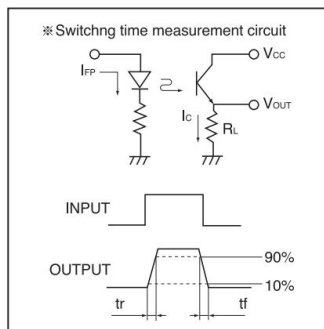 ※Switchng time measurement circuit
IFP
VCC
VOUT
IC
RL
INPUT
OUTPUT
90%
10%
tr
tf